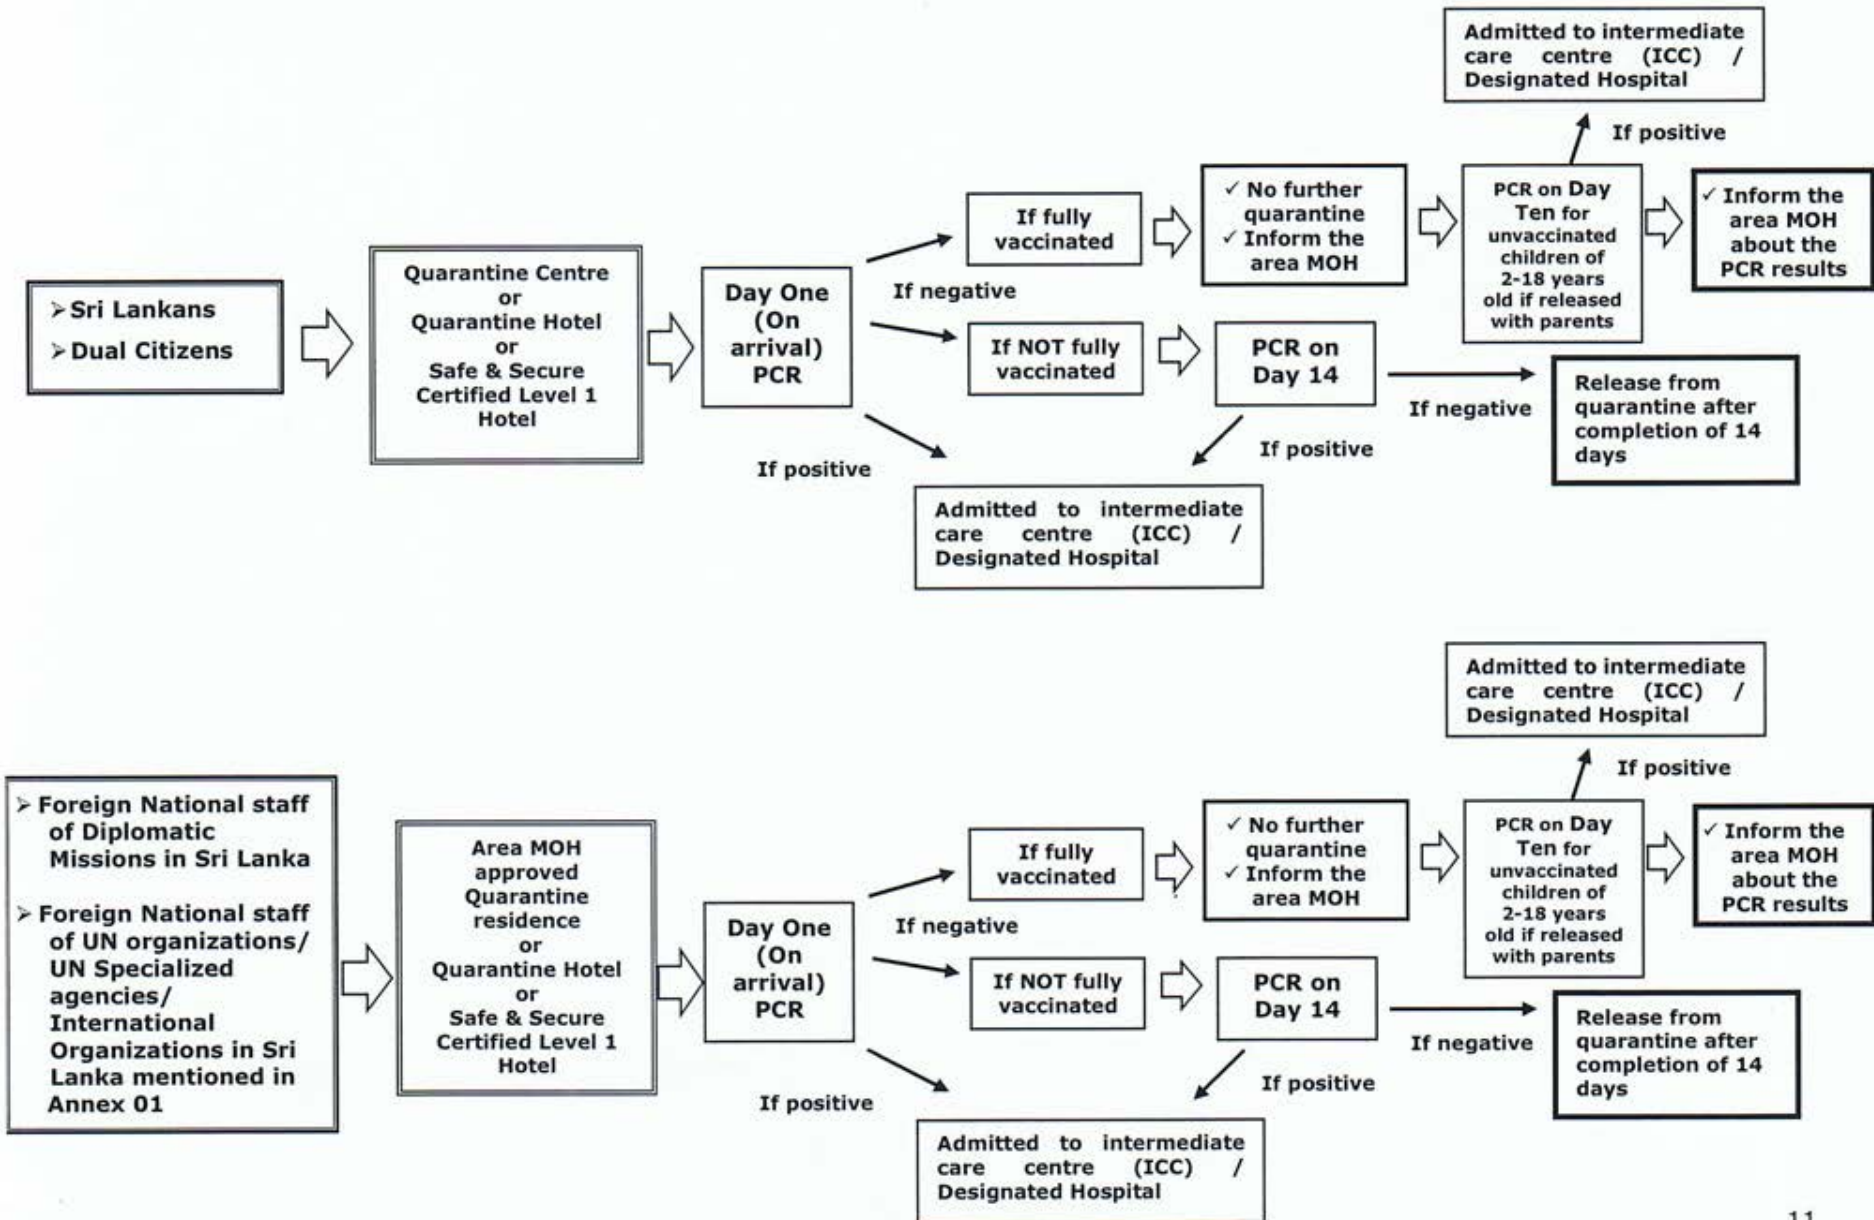 ➢ Sri Lankans
➢ Dual Citizens
Quarantine Centre
or
Quarantine Hotel
or
Safe & Secure
Certified Level 1
Hotel
Day One
(On
arrival)
PCR
If negative
If fully
vaccinated
✓ No further
quarantine
✓ Inform the
area MOH
PCR on Day
Ten for
unvaccinated
children of
2-18 years
old if released
with parents
If positive
Admitted to intermediate
care centre (ICC) /
Designated Hospital
✓ Inform the
area MOH
about the
PCR results
If NOT fully
vaccinated
PCR on
Day 14
If negative
Release from
quarantine after
completion of 14
days
If positive
If positive
Admitted to intermediate
care centre (ICC) /
Designated Hospital
➢ Foreign National staff
of Diplomatic
Missions in Sri Lanka
➢ Foreign National staff
of UN organizations/
UN Specialized
agencies/
International
Organizations in Sri
Lanka mentioned in
Annex 01
Area MOH
approved
Quarantine
residence
or
Quarantine Hotel
or
Safe & Secure
Certified Level 1
Hotel
Day One
(On
arrival)
PCR
If negative
If fully
vaccinated
✓ No further
quarantine
✓ Inform the
area MOH
PCR on Day
Ten for
unvaccinated
children of
2-18 years
old if released
with parents
If positive
Admitted to intermediate
care centre (ICC) /
Designated Hospital
✓ Inform the
area MOH
about the
PCR results
If NOT fully
vaccinated
PCR on
Day 14
If negative
Release from
quarantine after
completion of 14
days
If positive
If positive
Admitted to intermediate
care centre (ICC) /
Designated Hospital
11